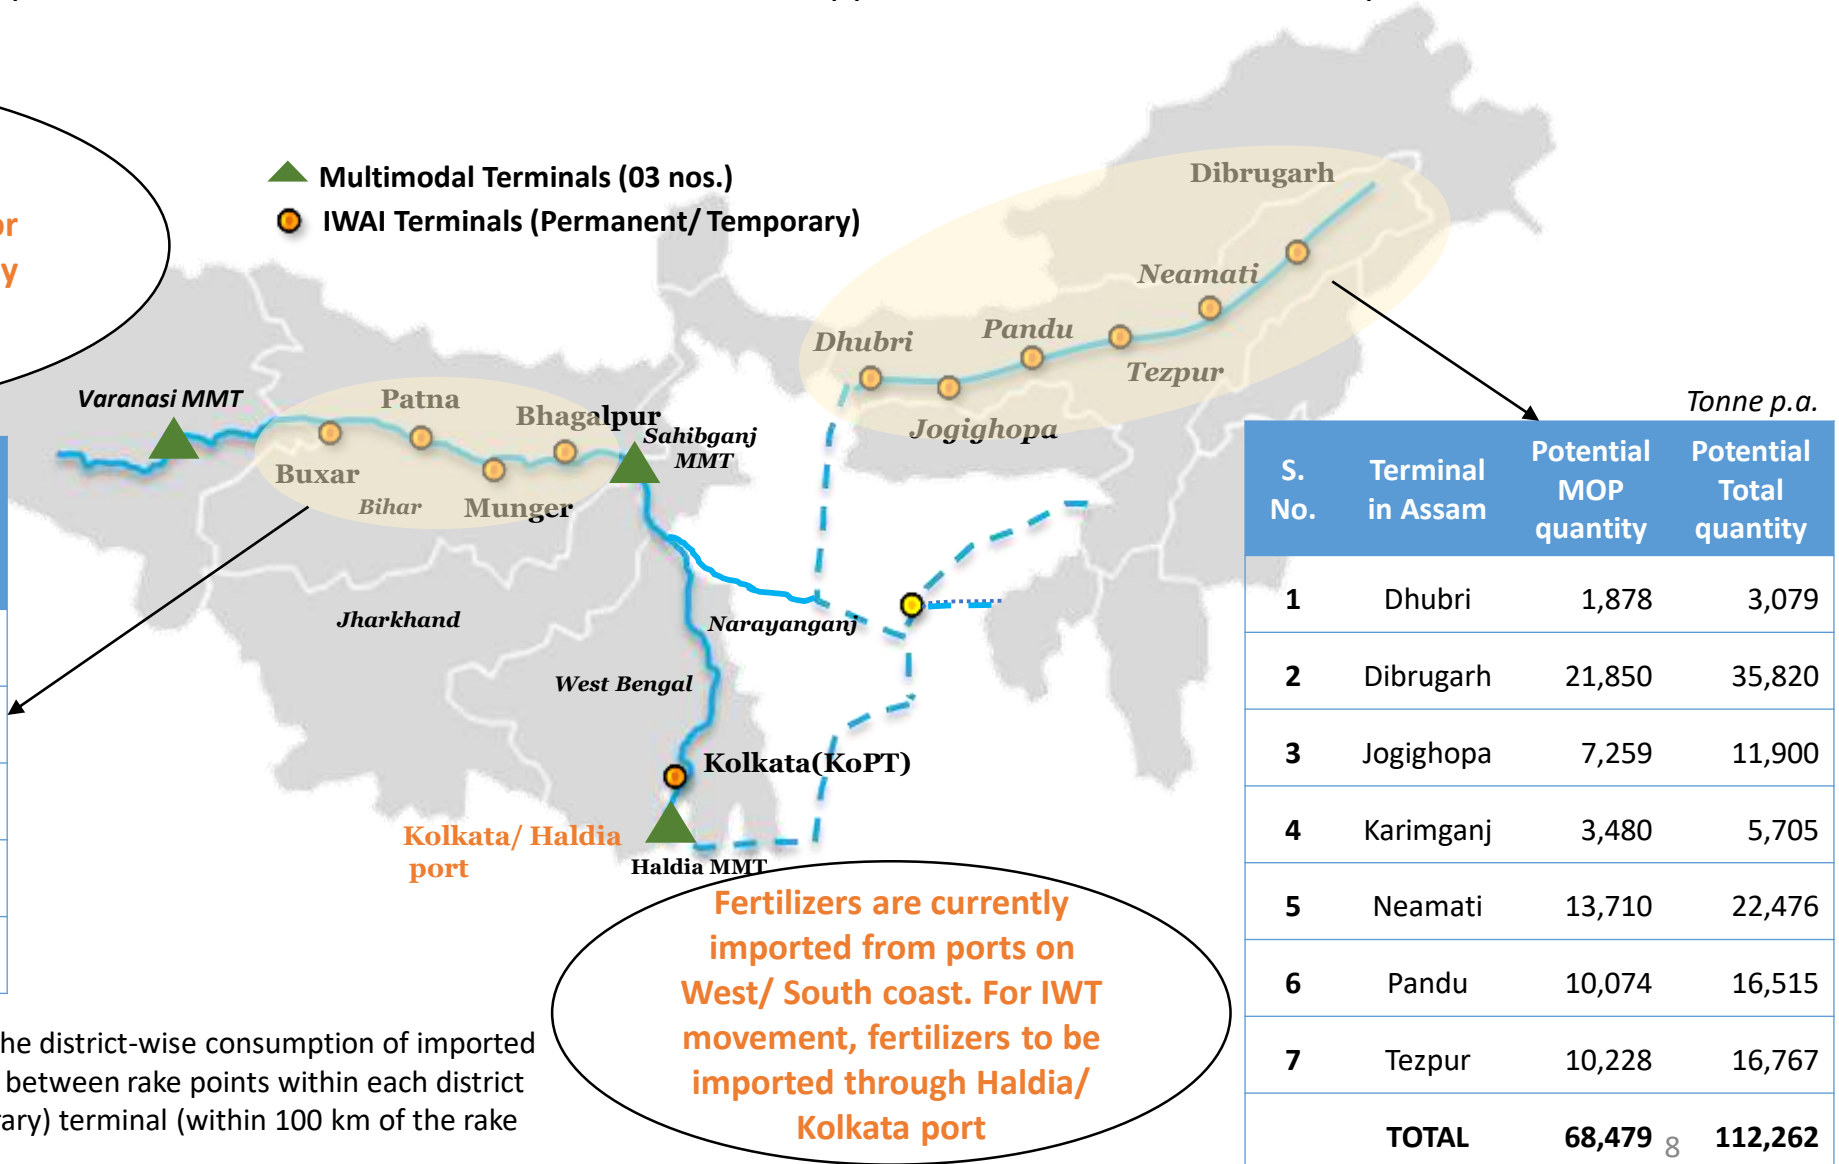 or
y
Multimodal Terminals (03 nos.)
IWAI Terminals (Permanent/ Temporary)
Dibrugarh
Neamati
Pandu
Dhubri
Tezpur
Jogighopa
Varanasi MMT
Patna
Bhagalpur
Sahibganj
MMT
Buxar
Bihar
Munger
Jharkhand
Narayanganj
West Bengal
Kolkata(KoPT)
Kolkata/ Haldia
port
Haldia MMT
Fertilizers are currently
imported from ports on
West/ South coast. For IWT
movement, fertilizers to be
imported through Haldia/
Kolkata port
he district-wise consumption of imported
between rake points within each district
rary) terminal (within 100 km of the rake
Tonne p.a.
S. No. Terminal in Assam Potential MOP quantity Potential Total quantity
1 Dhubri 1,878 3,079
2 Dibrugarh 21,850 35,820
3 Jogighopa 7,259 11,900
4 Karimganj 3,480 5,705
5 Neamati 13,710 22,476
6 Pandu 10,074 16,515
7 Tezpur 10,228 16,767
TOTAL 68,479 112,262
8